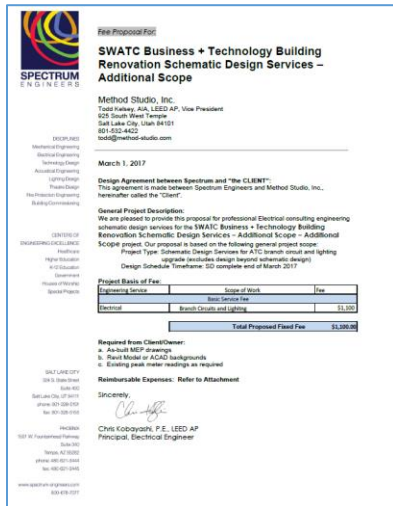 Fee Proposal For:
SWATC Business + Technology Building
Renovation Schematic Design Services –
Additional Scope
Method Studio, Inc.
Todd Kelsey, AIA, LEED AP, Vice President
925 South West Temple
Salt Lake City, Utah 84101
801-532-4422
todd@method-studio.com
March 1, 2017
Design Agreement between Spectrum and "the CLIENT":
This agreement is made between Spectrum Engineers and Method Studio, Inc.,
hereinafter called the "Client".
General Project Description:
We are pleased to provide this proposal for professional Electrical consulting engineering
schematic design services for the SWATC Business + Technology Building
Renovation Schematic Design Services – Additional Scope – Additional
Scope project. Our proposal is based on the following general project scope:
Project Type: Schematic Design Services for ATC branch circuit and lighting
upgrade (excludes design beyond schematic design)
Design Schedule Timeframe: SD complete end of March 2017
Project Basis of Fee:
Engineering Service Scope of Work Fee
Basic Service Fee
Electrical Branch Circuits and Lighting $1,100
Total Proposed Fixed Fee $1,100.00
Required from Client/Owner:
a. As-built MEP drawings
b. Revit Model or ACAD backgrounds
c. Existing peak meter readings as required
Reimbursable Expenses: Refer to Attachment
Sincerely,
Chris Kobayashi, P.E., LEED AP
Principal, Electrical Engineer
SPECTRUM
ENGINEERS
DISCIPLINES
Mechanical Engineering
Electrical Engineering
Technology Design
Acoustical Engineering
Lighting Design
Theatre Design
Fire Protection Engineering
Building Commissioning
CENTERS OF
ENGINEERING EXCELLENCE
Healthcare
Higher Education
K-12 Education
Government
Houses of Worship
Special Projects
SALT LAKE CITY
324 S. State Street
Suite 400
Salt Lake City, UT 84111
PHOENIX
Suite 340
Tempe, AZ 85282
www.spectrum-engineers.com